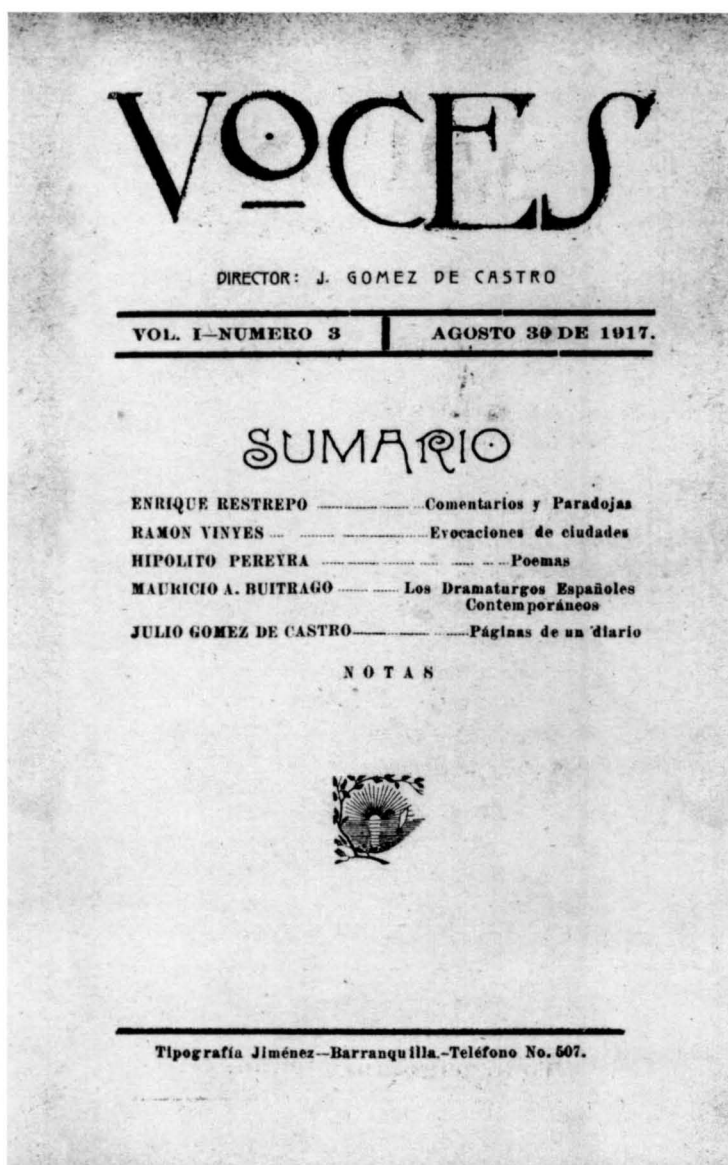 VOCES
DIRECTOR: J. GOMEZ DE CASTRO
VOL. I—NUMERO 3 AGOSTO 30 DE 1917.
SUMARIO
ENRIQUE RESTREPO Comentarios y Paradojas
RAMON VINYES Evocaciones de ciudades
HIPOLITO PEREYRA Poemas
MAURICIO A. BUITRAGO Los Dramaturgos Españoles
Contemporáneos
JULIO GOMEZ DE CASTRO Páginas de un diario
NOTAS
Tipografía Jiménez--Barranquilla.-Teléfono No. 507.